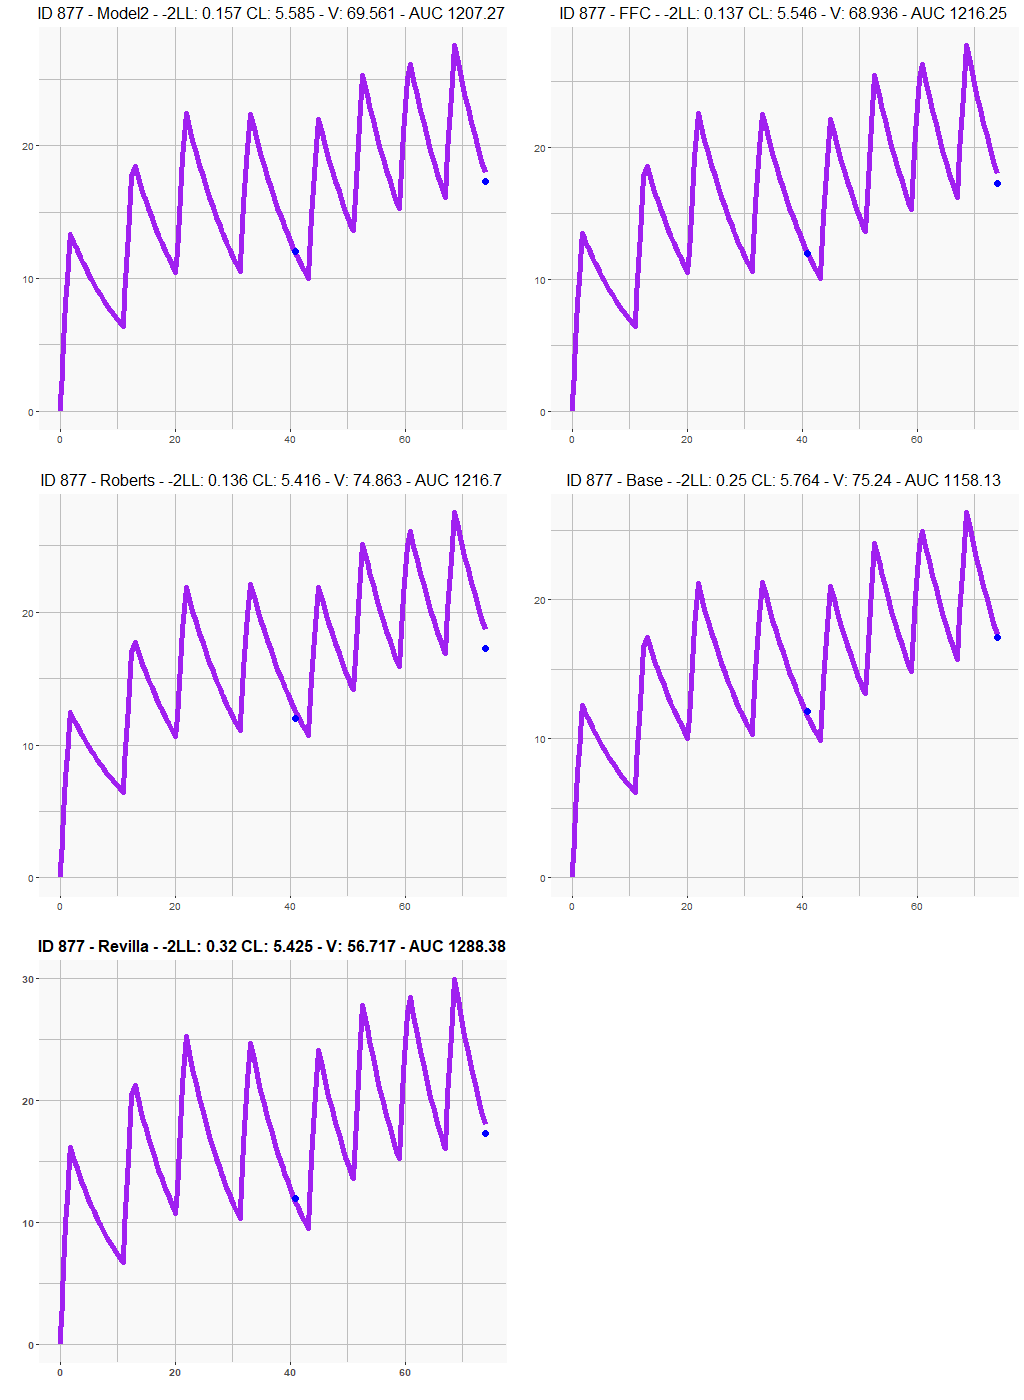 ID 877 - Model2 - -2LL: 0.157 CL: 5.585 - V: 69.561 - AUC 1207.27
20
10
0
0 20 40 60
ID 877 - FFC - -2LL: 0.137 CL: 5.546 - V: 68.936 - AUC 1216.25
20
10
0
0 20 40 60
ID 877 - Roberts - -2LL: 0.136 CL: 5.416 - V: 74.863 - AUC 1216.7
20
10
0
0 20 40 60
ID 877 - Base - -2LL: 0.25 CL: 5.764 - V: 75.24 - AUC 1158.13
20
10
0
0 20 40 60
ID 877 - Revilla - -2LL: 0.32 CL: 5.425 - V: 56.717 - AUC 1288.38
30
20
10
0
0 20 40 60